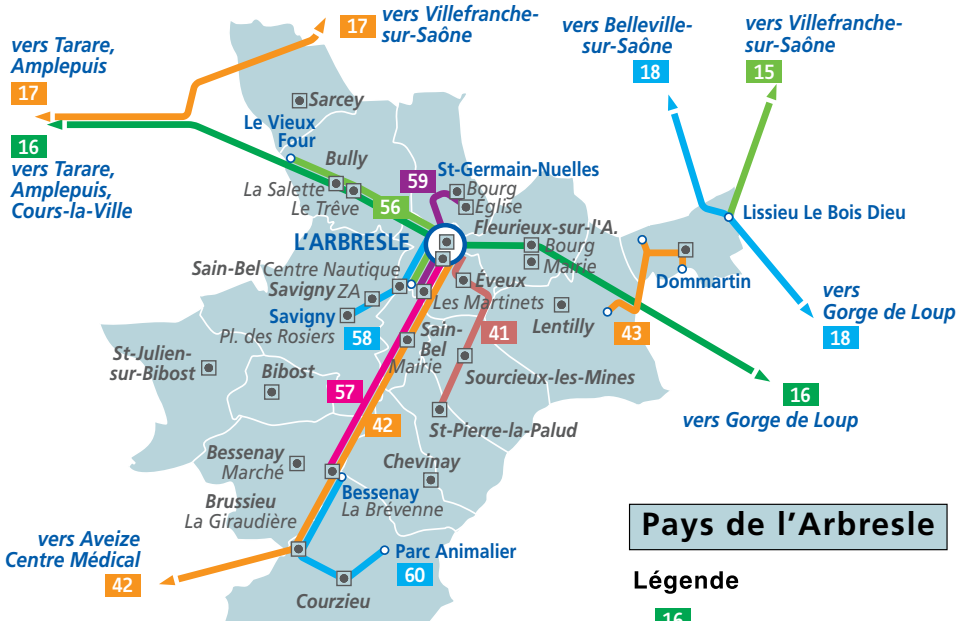 17
vers Villefranche-
sur-Saône
vers Belleville-
sur-Saône
18
vers Villefranche-
sur-Saône
15
vers Tarare,
Amplepuis
17
16
vers Tarare,
Amplepuis,
Cours-la-Ville
Sarcey
Le Vieux
Four
Bully
La Salette
Le Trêve
56
59
St-Germain-Nuelles
Bourg
Église
Fleurieux-sur-l'A.
Bourg
Mairie
L'ARBRESLE
Lissieu Le Bois Dieu
Dommartin
vers
Gorge de Loup
18
Sain-Bel Centre Nautique
Savigny ZA
Savigny
Pl. des Rosiers
58
Éveux
Les Martinets
41
Lentilly
43
Sain-
Bel
Mairie
St-Julien-
sur-Bibost
Bibost
57
42
Sourcieux-les-Mines
16
vers Gorge de Loup
St-Pierre-la-Palud
Bessenay
Marché
Chevinay
Bessenay
La Brévenne
Brussieu
La Giraudière
vers Aveize
Centre Médical
42
Parc Animalier
60
Courzieu
Pays de l'Arbresle
Légende
16